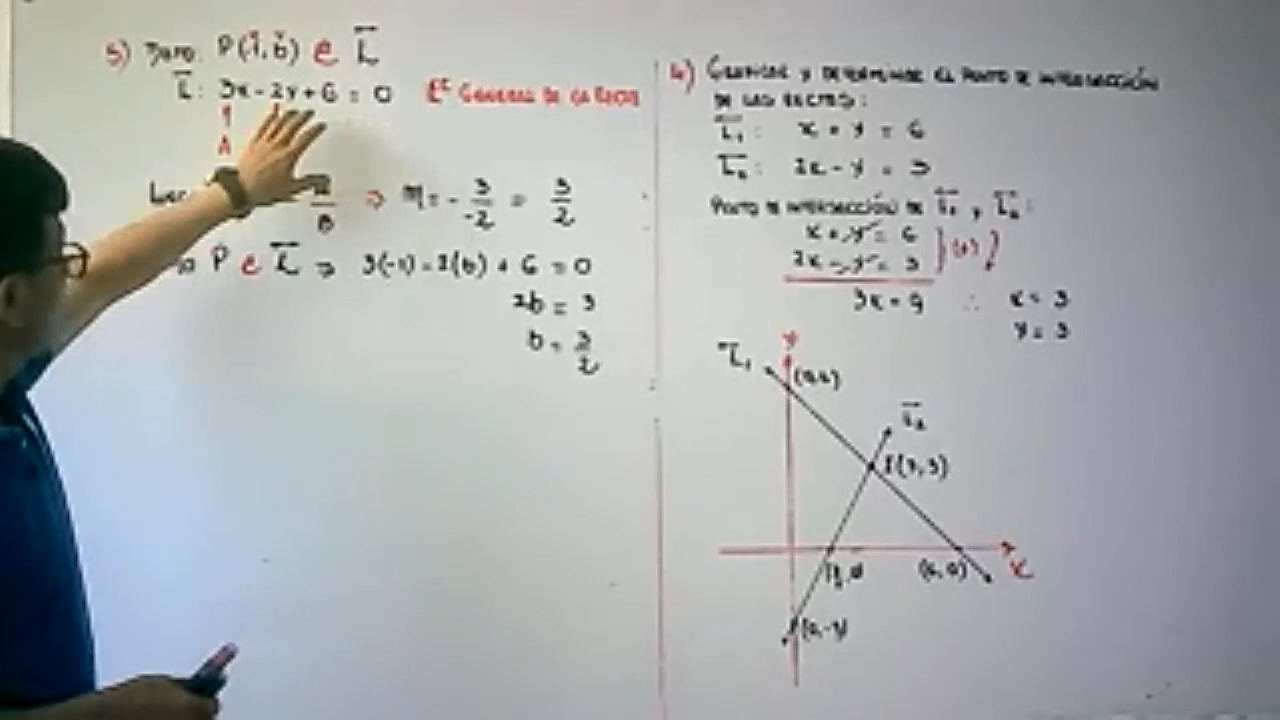 3) Dato: P(-1, b) ∈ L
L: 3x - 2y + 6 = 0 Ec General de la Recta
A
B ⇒ m = - 3/-2 = 3/2
P ∈ L ⇒ 3(-1) - 2(b) + 6 = 0
2b = 3
b = 3/2
4) GRAFICAR Y DETERMINAR EL PUNTO DE INTERSECCIÓN
DE LAS RECTAS:
L1: x + y = 6
L2: 2x - y = 3
PUNTO DE INTERSECCIÓN DE L1 y L2:
x + y = 6
2x - y = 3 } (+)
3x = 9 ∴ x = 3
y = 3
y
L1
(0,6)
L2
I(3,3)
(6,0)
x
(0,-3)